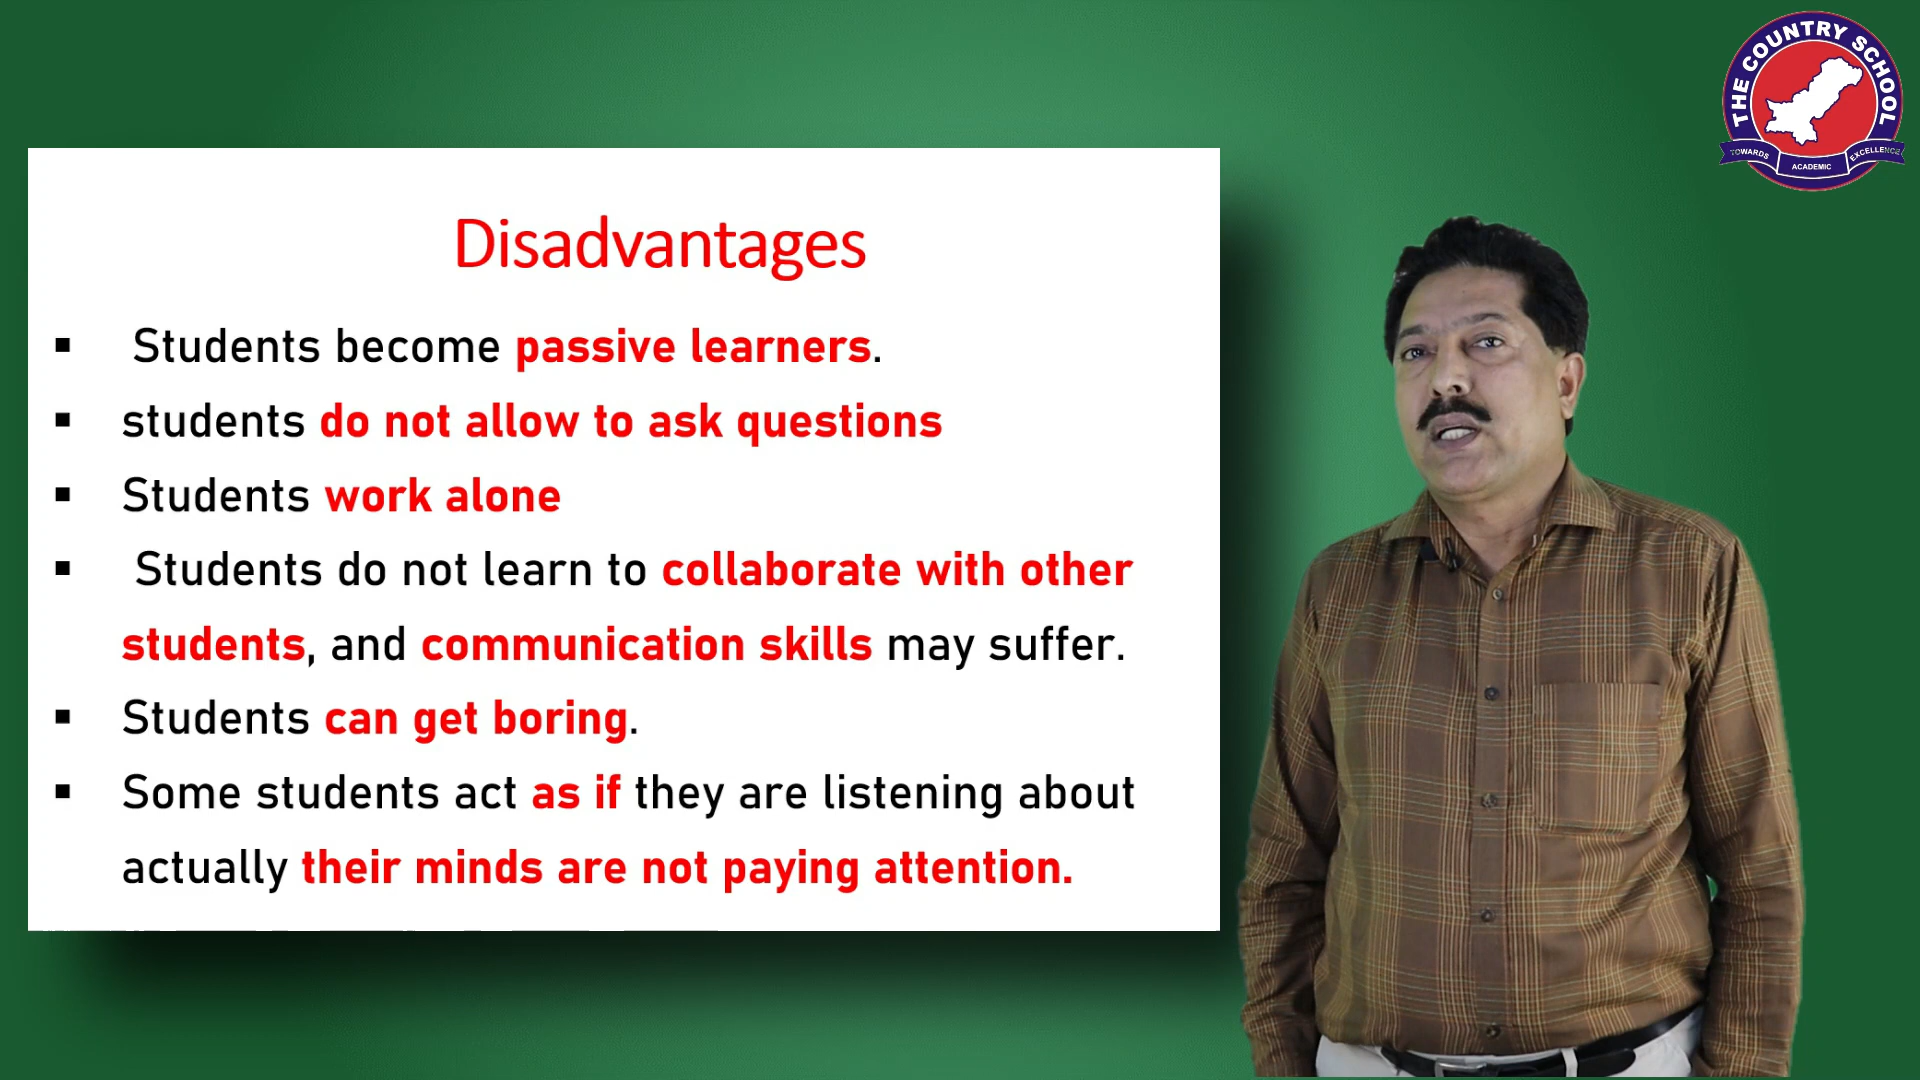 THE COUNTRY SCHOOL
TOWARDS ACADEMIC EXCELLENCE
Disadvantages
▪ Students become passive learners.
▪ students do not allow to ask questions
▪ Students work alone
▪ Students do not learn to collaborate with other
students, and communication skills may suffer.
▪ Students can get boring.
▪ Some students act as if they are listening about
actually their minds are not paying attention.